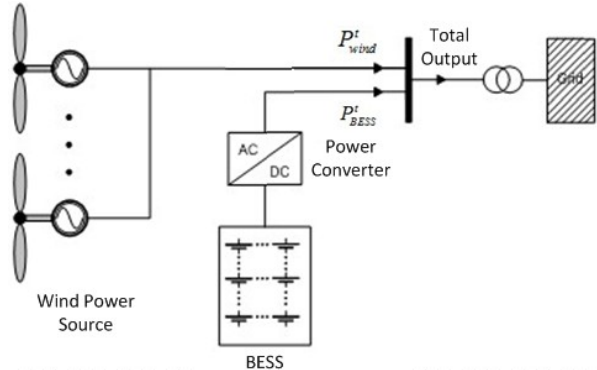 P^t_wind
Total
Output
Grid
P^t_BESS
AC
DC
Power
Converter
Wind Power
Source
BESS